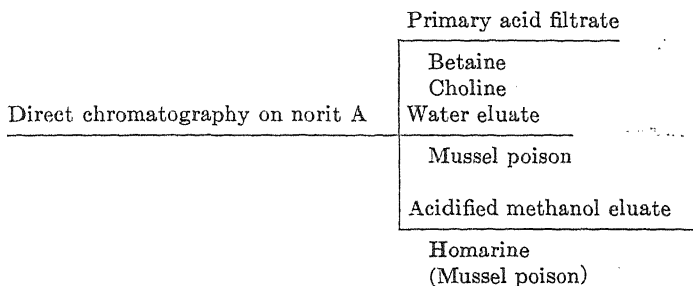 Primary acid filtrate
Betaine
Choline
Direct chromatography on norit A
Water eluate
Mussel poison
Acidified methanol eluate
Homarine
(Mussel poison)